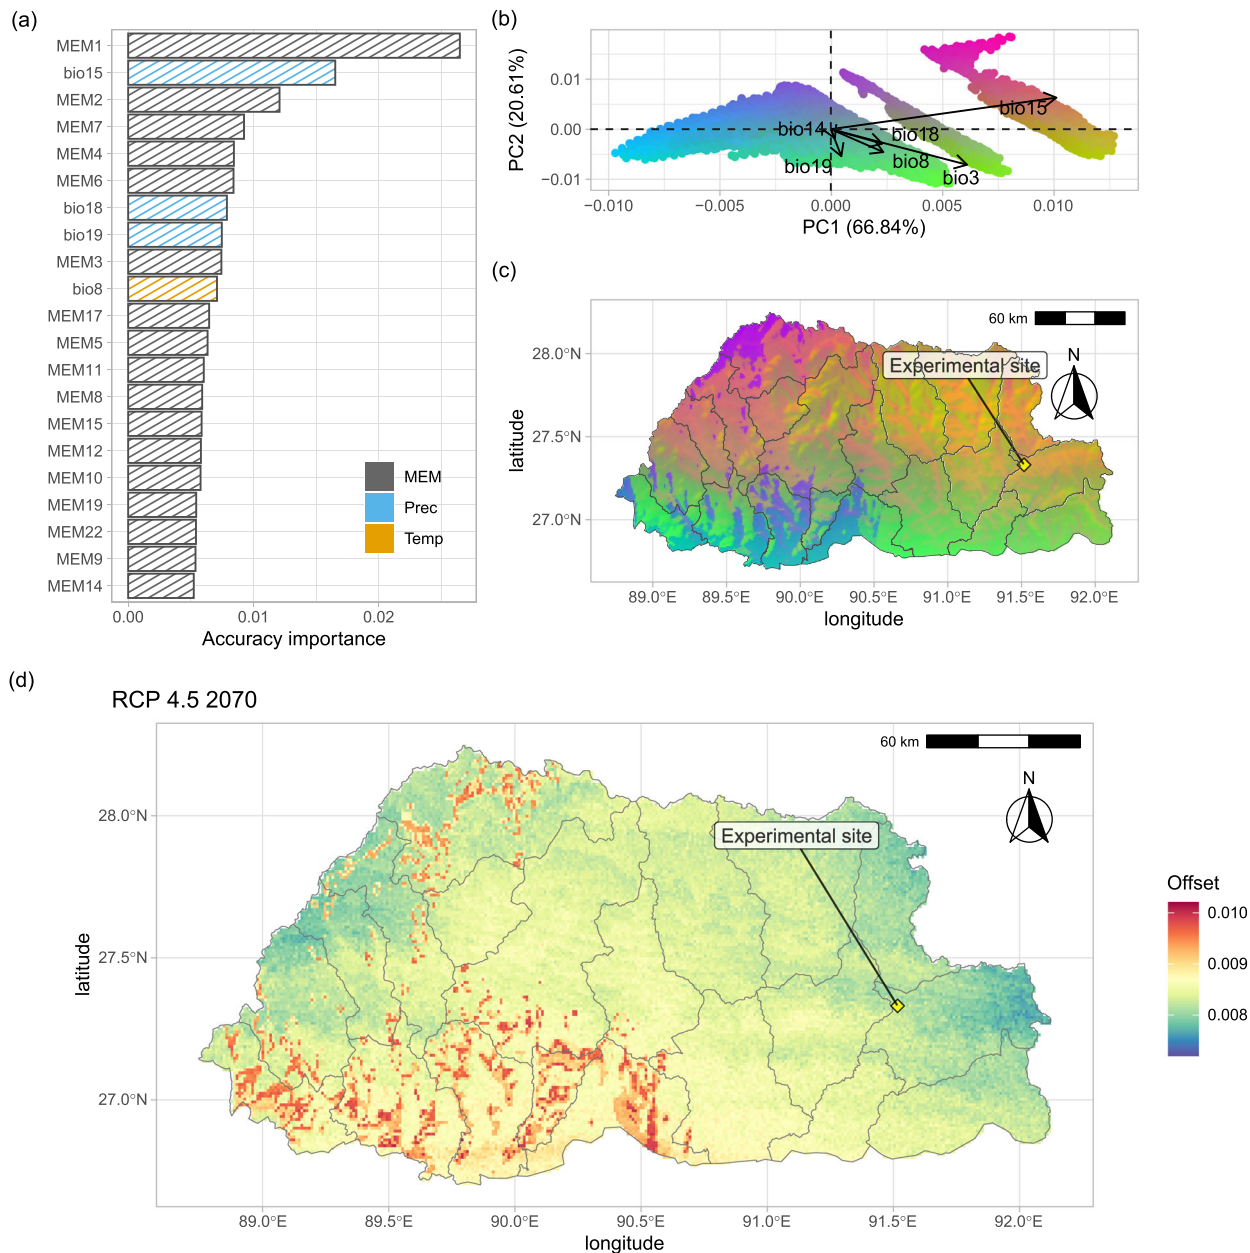 (a)
MEM1
bio15
MEM2
MEM7
MEM4
MEM6
bio18
bio19
MEM3
bio8
MEM17
MEM5
MEM11
MEM8
MEM15
MEM12
MEM10
MEM19
MEM22
MEM9
MEM14
0.00
0.01
0.02
Accuracy importance
MEM
Prec
Temp
(b)
PC2 (20.61%)
0.01
0.00
−0.01
bio15
bio14
bio18
bio19
bio8
bio3
−0.010
−0.005
0.000
0.005
0.010
PC1 (66.84%)
(c)
60 km
N
Experimental site
latitude
28.0°N
27.5°N
27.0°N
89.0°E
89.5°E
90.0°E
90.5°E
91.0°E
91.5°E
92.0°E
longitude
(d)
RCP 4.5 2070
60 km
N
Experimental site
latitude
28.0°N
27.5°N
27.0°N
89.0°E
89.5°E
90.0°E
90.5°E
91.0°E
91.5°E
92.0°E
longitude
Offset
0.010
0.009
0.008